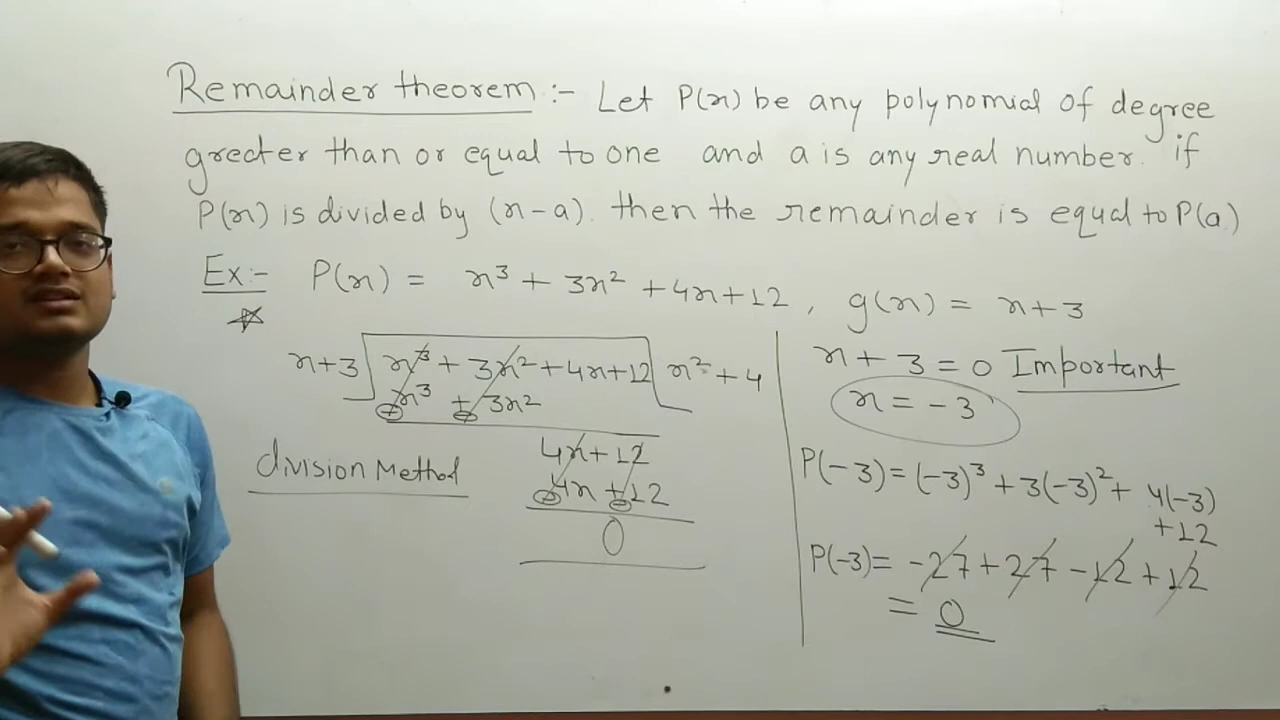 Remainder theorem :- Let P(x) be any polynomial of degree
greater than or equal to one and a is any real number. if
P(x) is divided by (x-a). then the remainder is equal to P(a)
Ex:- P(x) = x³ + 3x² + 4x + 12 , g(x) = x + 3
x+3 x³ + 3x² + 4x + 12 x² + 4
x³ + 3x²
4x + 12
4x + 12
0
division Method
x + 3 = 0 Important
x = -3
P(-3) = (-3)³ + 3(-3)² + 4(-3)
+12
P(-3) = -27 + 27 - 12 + 12
= 0